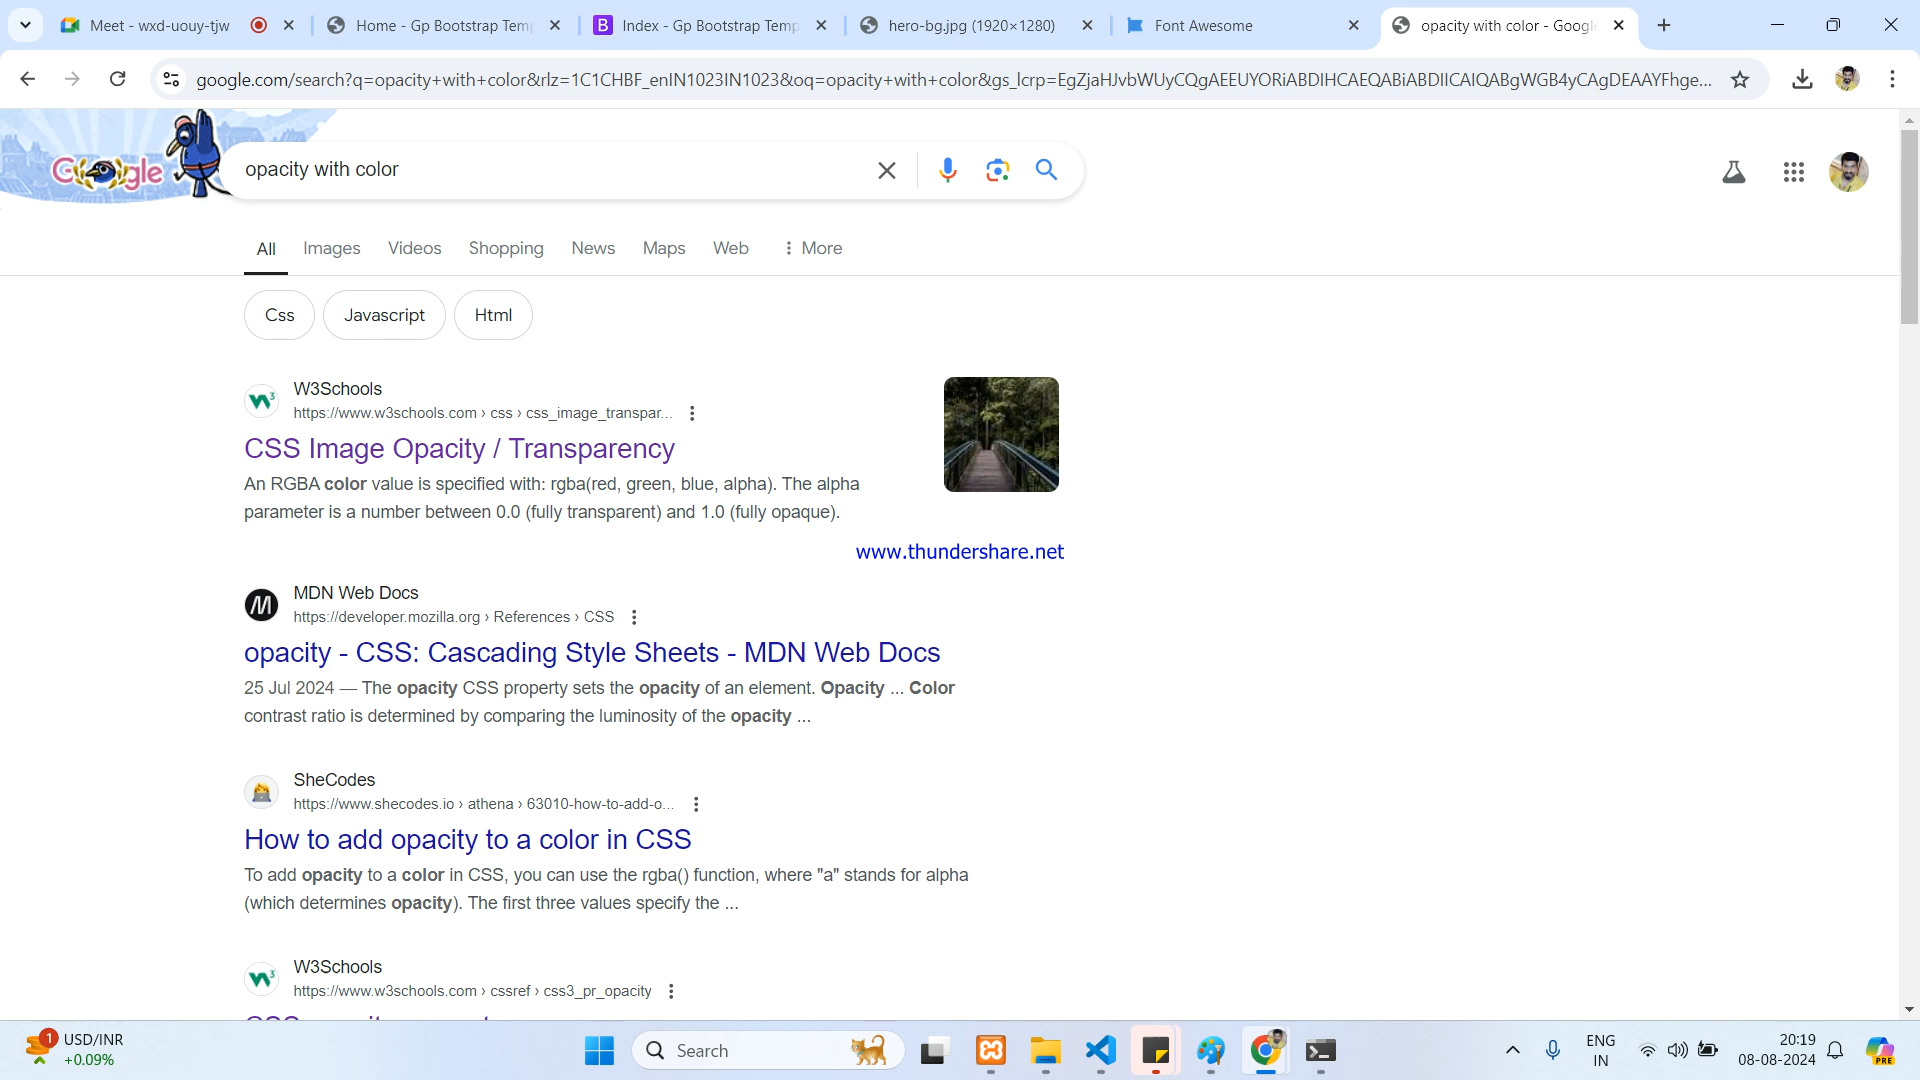 Meet - wxd-uouy-tjw
Home - Gp Bootstrap Temp
B Index - Gp Bootstrap Temp
hero-bg.jpg (1920×1280)
Font Awesome
opacity with color - Google
google.com/search?q=opacity+with+color&rlz=1C1CHBF_enIN1023IN1023&oq=opacity+with+color&gs_lcrp=EgZjaHJvbWUyCQgAEEUYORiABDIHCAEQABiABDIICAIQABgWGB4yCAgDEAAYFhge...
Google
opacity with color
All
Images
Videos
Shopping
News
Maps
Web
More
Css
Javascript
Html
W3Schools
https://www.w3schools.com › css › css_image_transpar...
CSS Image Opacity / Transparency
An RGBA color value is specified with: rgba(red, green, blue, alpha). The alpha
parameter is a number between 0.0 (fully transparent) and 1.0 (fully opaque).
www.thundershare.net
MDN Web Docs
https://developer.mozilla.org › References › CSS
opacity - CSS: Cascading Style Sheets - MDN Web Docs
25 Jul 2024 — The opacity CSS property sets the opacity of an element. Opacity ... Color
contrast ratio is determined by comparing the luminosity of the opacity ...
SheCodes
https://www.shecodes.io › athena › 63010-how-to-add-o...
How to add opacity to a color in CSS
To add opacity to a color in CSS, you can use the rgba() function, where "a" stands for alpha
(which determines opacity). The first three values specify the ...
W3Schools
https://www.w3schools.com › cssref › css3_pr_opacity
1
USD/INR
+0.09%
Search
ENG
IN
20:19
08-08-2024
PRE